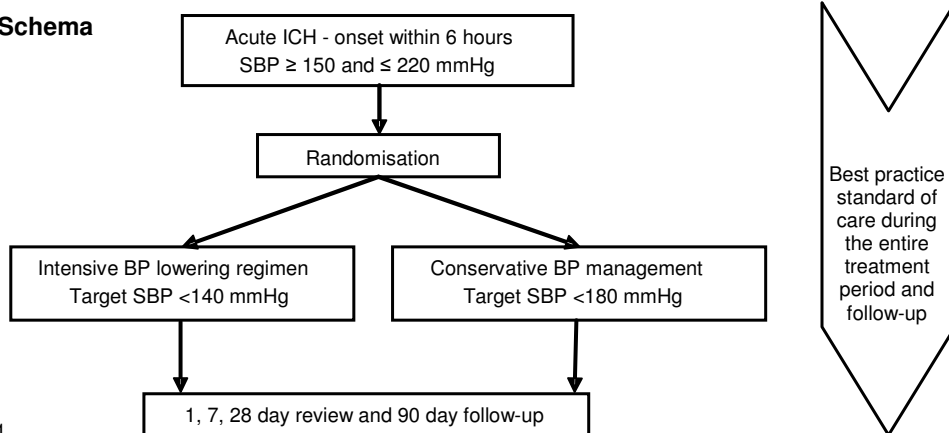 Schema
Acute ICH - onset within 6 hours
SBP ≥ 150 and ≤ 220 mmHg
Randomisation
Intensive BP lowering regimen
Target SBP <140 mmHg
Conservative BP management
Target SBP <180 mmHg
1, 7, 28 day review and 90 day follow-up
Best practice
standard of
care during
the entire
treatment
period and
follow-up